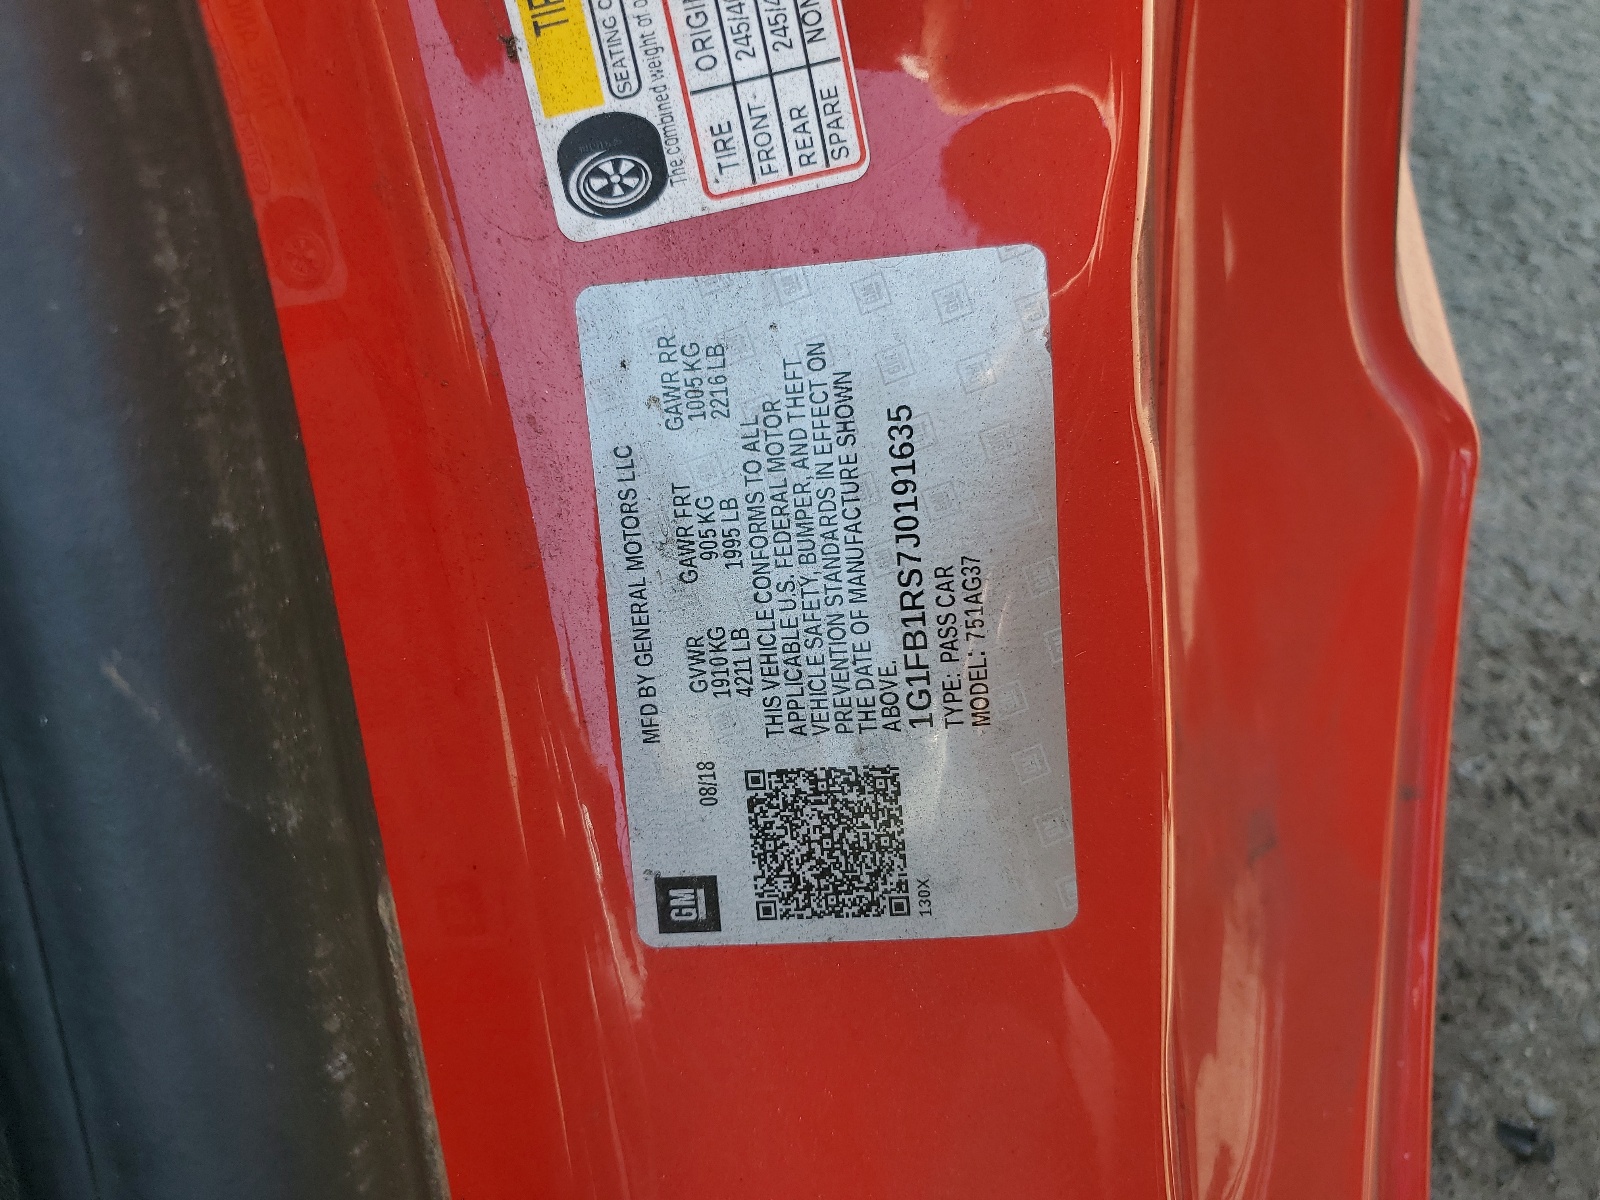 TIRE
ORIGIN
FRONT
245/4
REAR
245/4
SPARE
NON
SEATING
The combined weight of
GM
MFD BY GENERAL MOTORS LLC
08/18
GVWR GAWR FRT GAWR RR
1910 KG 905 KG 1005 KG
4211 LB 1995 LB 2216 LB
THIS VEHICLE CONFORMS TO ALL
APPLICABLE U.S. FEDERAL MOTOR
VEHICLE SAFETY, BUMPER, AND THEFT
PREVENTION STANDARDS IN EFFECT ON
THE DATE OF MANUFACTURE SHOWN
ABOVE.
1G1FB1RS7J0191635
TYPE: PASS CAR
MODEL: 751AG37
130X